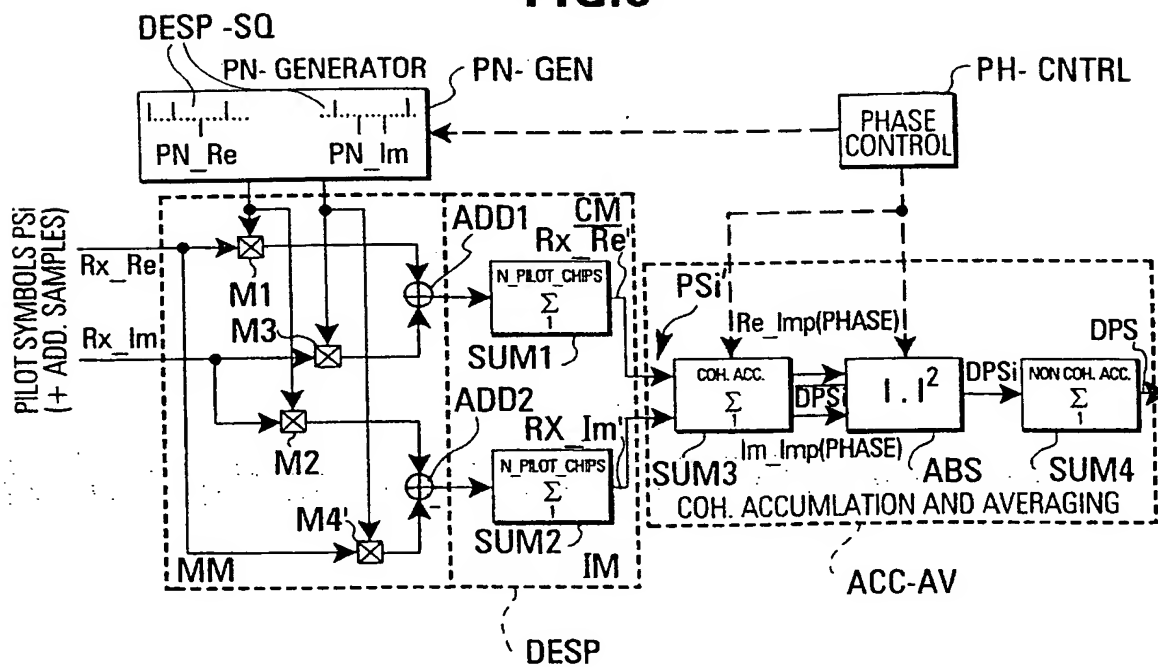 DESP -SQ
PN- GENERATOR
PN- GEN
PH- CNTRL
PN_Re
PN_Im
PHASE
CONTROL
PILOT SYMBOLS PSi
(+ ADD. SAMPLES)
Rx_Re
Rx_Im
M1
M3
M2
M4'
MM
ADD1
ADD2
CM
Rx_Re'
N_PILOT_CHIPS
Σ
1
SUM1
RX_Im'
N_PILOT_CHIPS
Σ
1
SUM2
IM
DESP
PSi'
Re_Imp(PHASE)
COH. ACC.
Σ
1
DPSi
Im_Imp(PHASE)
SUM3
|.|²
ABS
DPSi
NON COH. ACC.
Σ
1
SUM4
DPS
COH. ACCUMLATION AND AVERAGING
ACC-AV